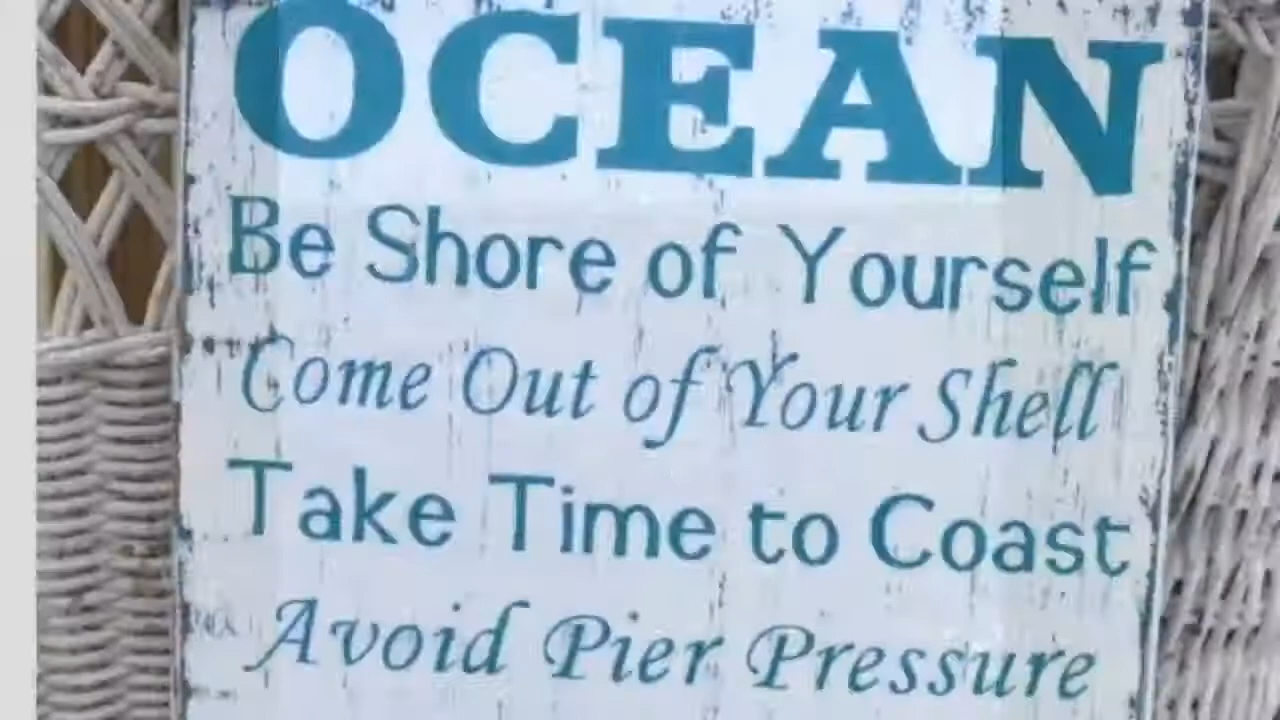 OCEAN
Be Shore of Yourself
Come Out of Your Shell
Take Time to Coast
Avoid Pier Pressure